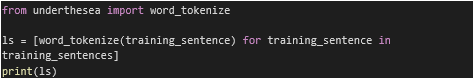 from underthesea import word_tokenize

ls = [word_tokenize(training_sentence) for training_sentence in
training_sentences]
print(ls)